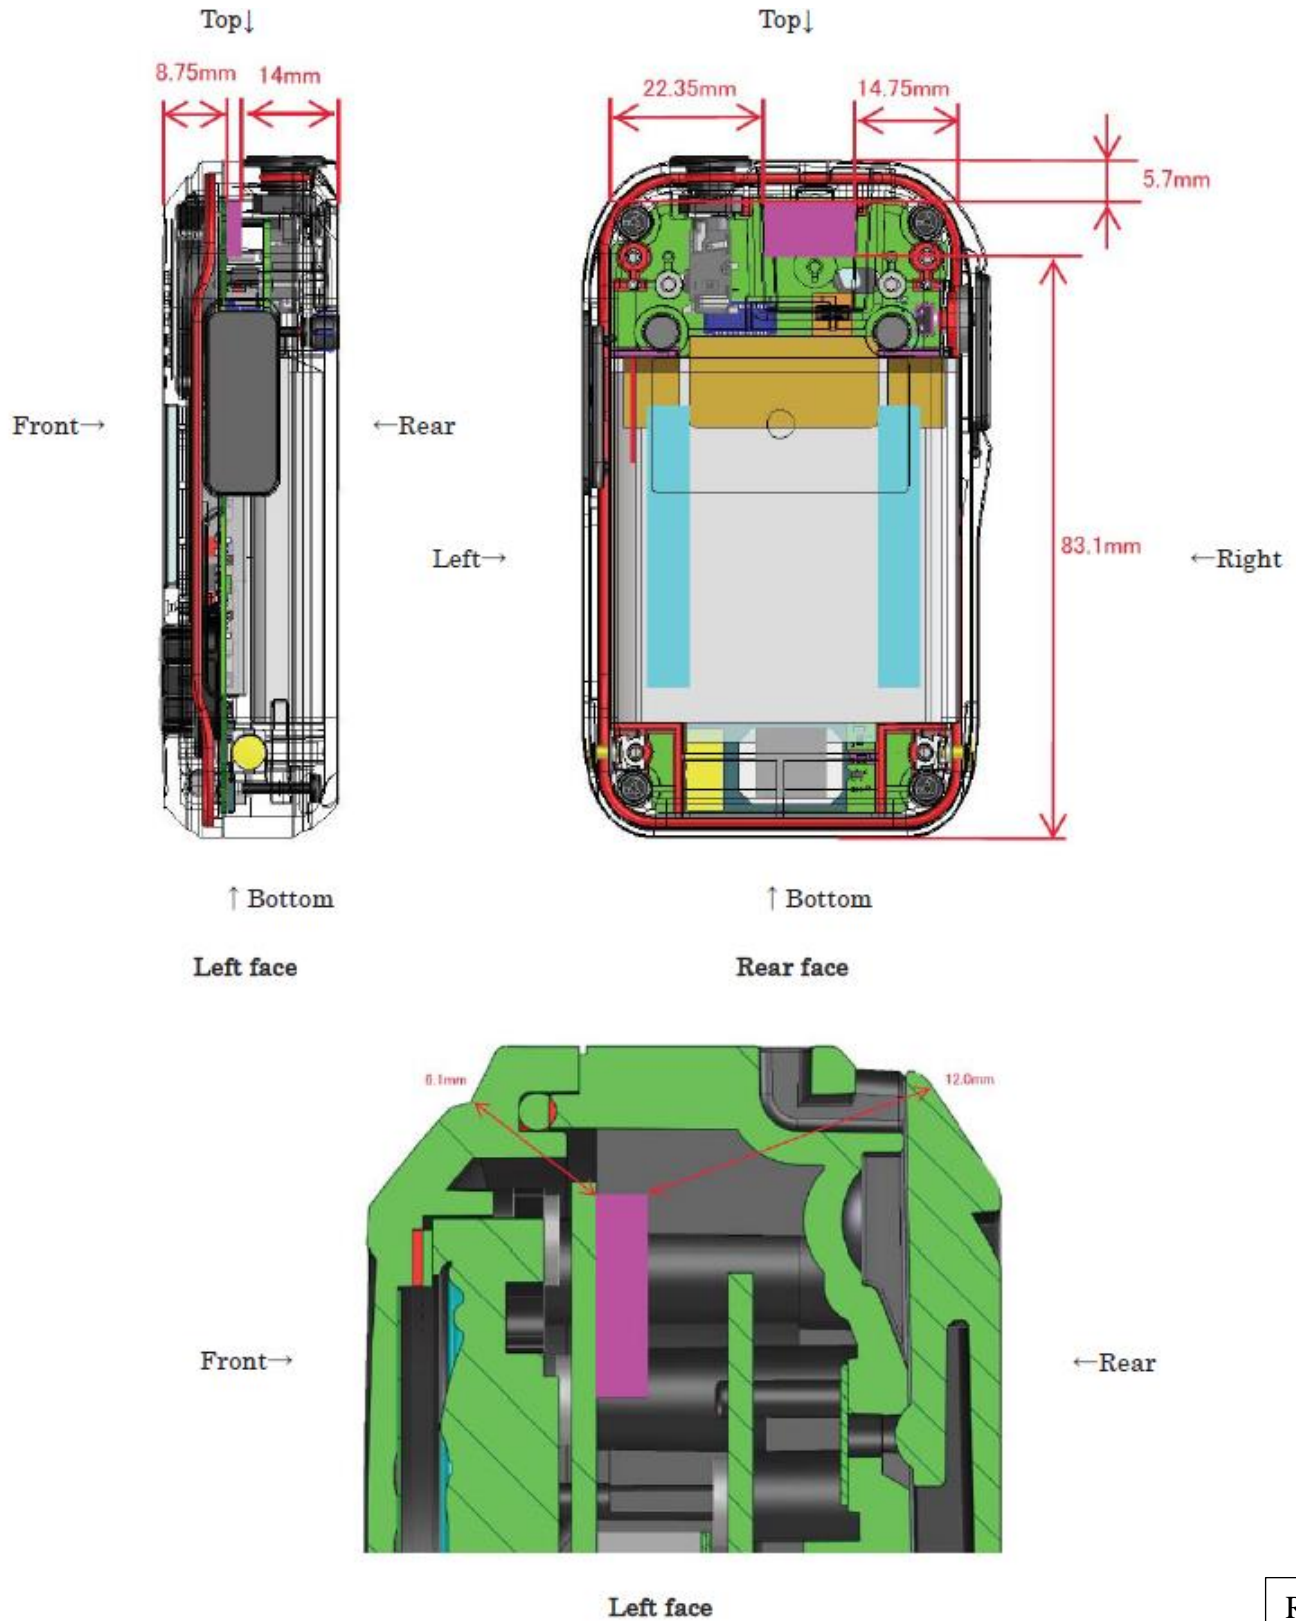 Top↓ Top↓
8.75mm 14mm
22.35mm 14.75mm
5.7mm
Front→ ←Rear
Left→ 83.1mm ←Right
↑ Bottom ↑ Bottom
Left face Rear face
6.1mm 12.0mm
Front→ ←Rear
Left face
R